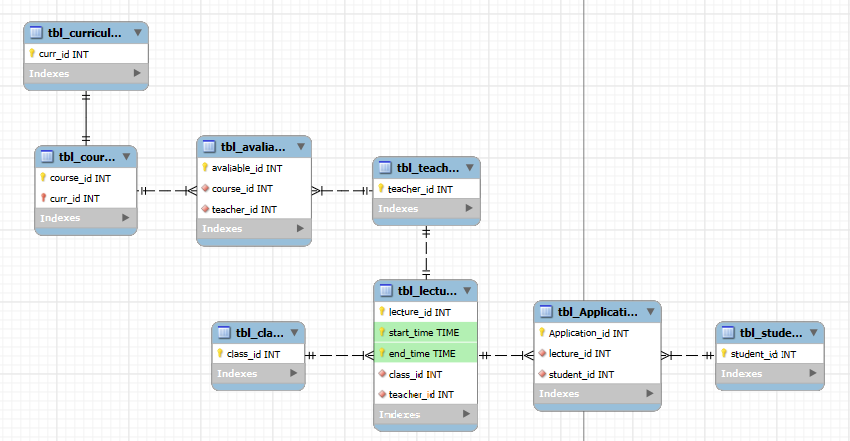 tbl_curricul...
curr_id INT
Indexes
tbl_cour...
course_id INT
curr_id INT
Indexes
tbl_avalia...
avaliable_id INT
course_id INT
teacher_id INT
Indexes
tbl_teach...
teacher_id INT
Indexes
tbl_cla...
class_id INT
Indexes
tbl_lectu...
lecture_id INT
start_time TIME
end_time TIME
class_id INT
teacher_id INT
Indexes
tbl_Applicati...
Application_id INT
lecture_id INT
student_id INT
Indexes
tbl_stude...
student_id INT
Indexes